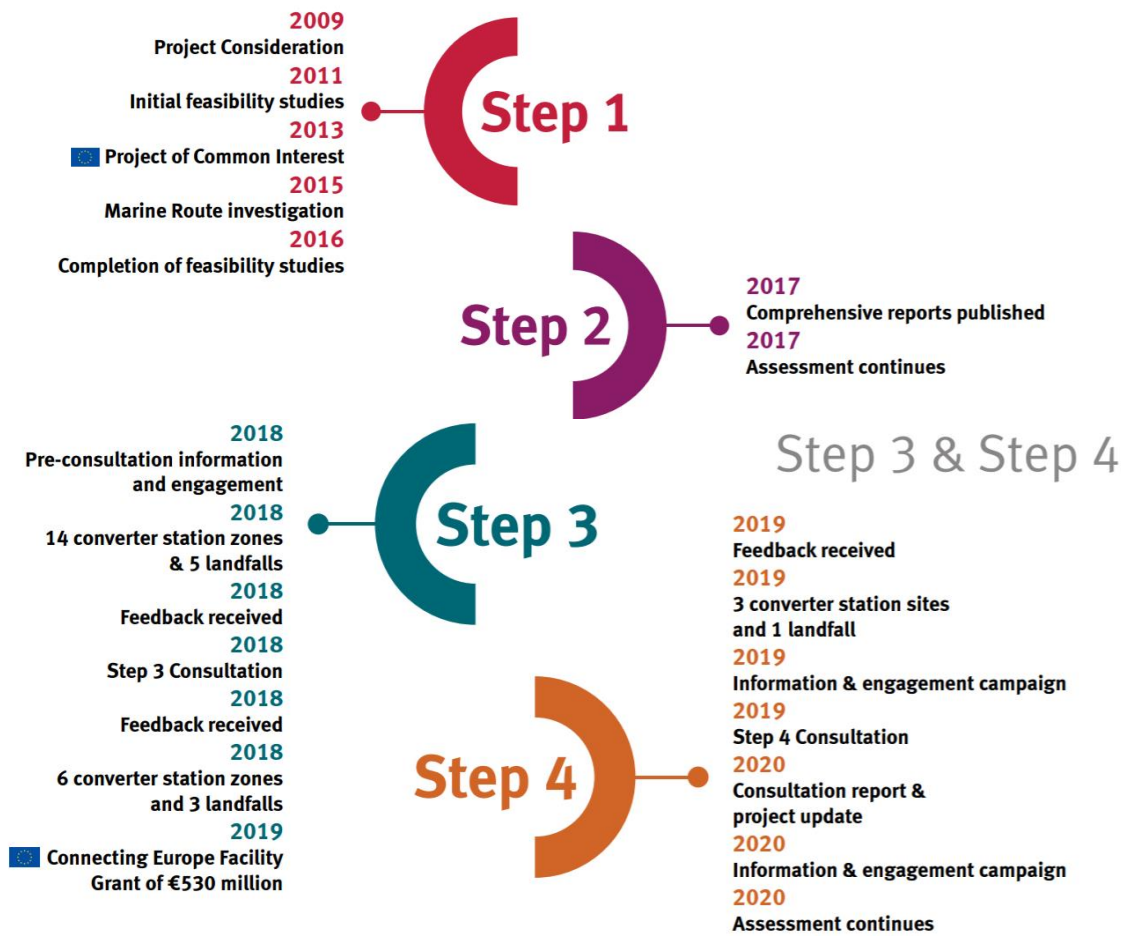 2009
Project Consideration
2011
Initial feasibility studies
2013
Project of Common Interest
2015
Marine Route investigation
2016
Completion of feasibility studies
Step 1
Step 2
2017
Comprehensive reports published
2017
Assessment continues
2018
Pre-consultation information
and engagement
2018
14 converter station zones
& 5 landfalls
2018
Feedback received
2018
Step 3 Consultation
2018
Feedback received
2018
6 converter station zones
and 3 landfalls
2019
Connecting Europe Facility
Grant of €530 million
Step 3
Step 3 & Step 4
Step 4
2019
Feedback received
2019
3 converter station sites
and 1 landfall
2019
Information & engagement campaign
2019
Step 4 Consultation
2020
Consultation report &
project update
2020
Information & engagement campaign
2020
Assessment continues